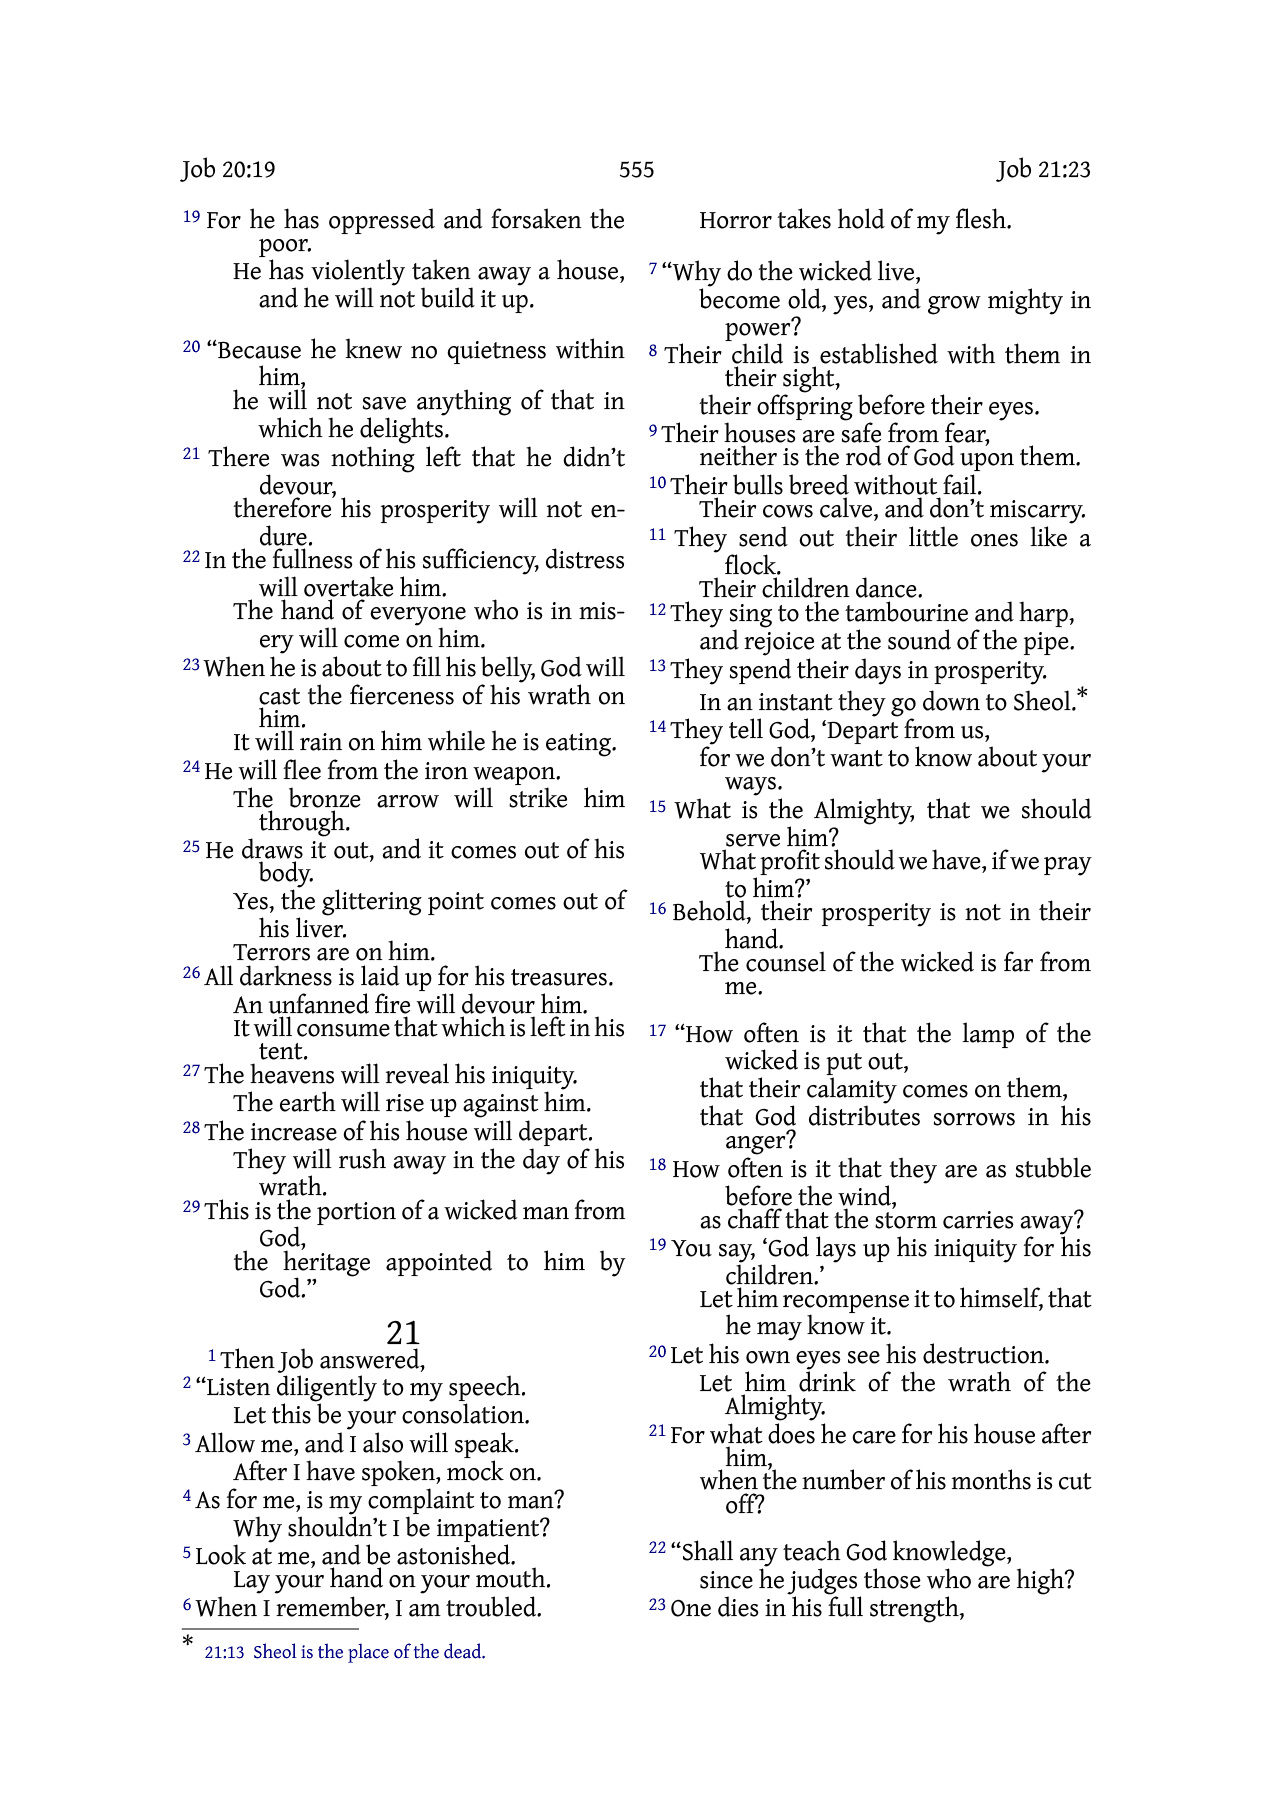 Job 20:19 555 Job 21:23
19 For he has oppressed and forsaken the
poor.
He has violently taken away a house,
and he will not build it up.
20 “Because he knew no quietness within
him,
he will not save anything of that in
which he delights.
21 There was nothing left that he didn’t
devour,
therefore his prosperity will not en-
dure.
22 In the fullness of his sufficiency, distress
will overtake him.
The hand of everyone who is in mis-
ery will come on him.
23 When he is about to fill his belly, God will
cast the fierceness of his wrath on
him.
It will rain on him while he is eating.
24 He will flee from the iron weapon.
The bronze arrow will strike him
through.
25 He draws it out, and it comes out of his
body.
Yes, the glittering point comes out of
his liver.
Terrors are on him.
26 All darkness is laid up for his treasures.
An unfanned fire will devour him.
It will consume that which is left in his
tent.
27 The heavens will reveal his iniquity.
The earth will rise up against him.
28 The increase of his house will depart.
They will rush away in the day of his
wrath.
29 This is the portion of a wicked man from
God,
the heritage appointed to him by
God.”
21
1 Then Job answered,
2 “Listen diligently to my speech.
Let this be your consolation.
3 Allow me, and I also will speak.
After I have spoken, mock on.
4 As for me, is my complaint to man?
Why shouldn’t I be impatient?
5 Look at me, and be astonished.
Lay your hand on your mouth.
6 When I remember, I am troubled.
Horror takes hold of my flesh.
7 “Why do the wicked live,
become old, yes, and grow mighty in
power?
8 Their child is established with them in
their sight,
their offspring before their eyes.
9 Their houses are safe from fear,
neither is the rod of God upon them.
10 Their bulls breed without fail.
Their cows calve, and don’t miscarry.
11 They send out their little ones like a
flock.
Their children dance.
12 They sing to the tambourine and harp,
and rejoice at the sound of the pipe.
13 They spend their days in prosperity.
In an instant they go down to Sheol.*
14 They tell God, ‘Depart from us,
for we don’t want to know about your
ways.
15 What is the Almighty, that we should
serve him?
What profit should we have, if we pray
to him?’
16 Behold, their prosperity is not in their
hand.
The counsel of the wicked is far from
me.
17 “How often is it that the lamp of the
wicked is put out,
that their calamity comes on them,
that God distributes sorrows in his
anger?
18 How often is it that they are as stubble
before the wind,
as chaff that the storm carries away?
19 You say, ‘God lays up his iniquity for his
children.’
Let him recompense it to himself, that
he may know it.
20 Let his own eyes see his destruction.
Let him drink of the wrath of the
Almighty.
21 For what does he care for his house after
him,
when the number of his months is cut
off?
22 “Shall any teach God knowledge,
since he judges those who are high?
23 One dies in his full strength,
* 21:13 Sheol is the place of the dead.